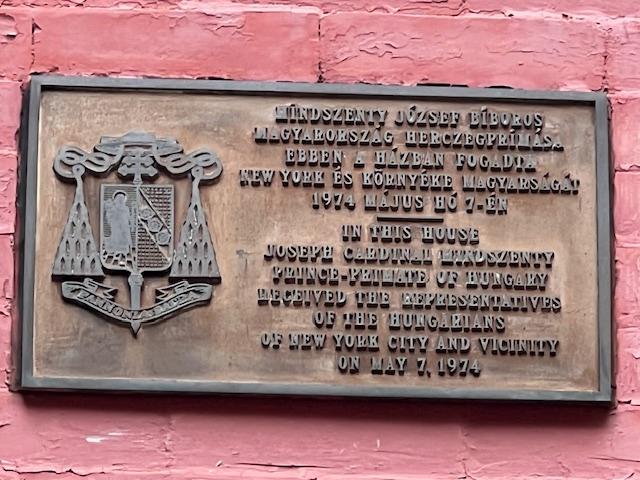 PANNONIA SACRA
MINDSZENTY JÓZSEF BÍBOROS
MAGYARORSZÁG HERCZEGPRÍMÁSA
EBBEN A HÁZBAN FOGADTA
NEW YORK ÉS KÖRNYÉKE MAGYARSÁGÁT
1974 MÁJUS HÓ 7-ÉN
IN THIS HOUSE
JOSEPH CARDINAL MINDSZENTY
PRINCE-PRIMATE OF HUNGARY
RECEIVED THE REPRESENTATIVES
OF THE HUNGARIANS
OF NEW YORK CITY AND VICINITY
ON MAY 7, 1974